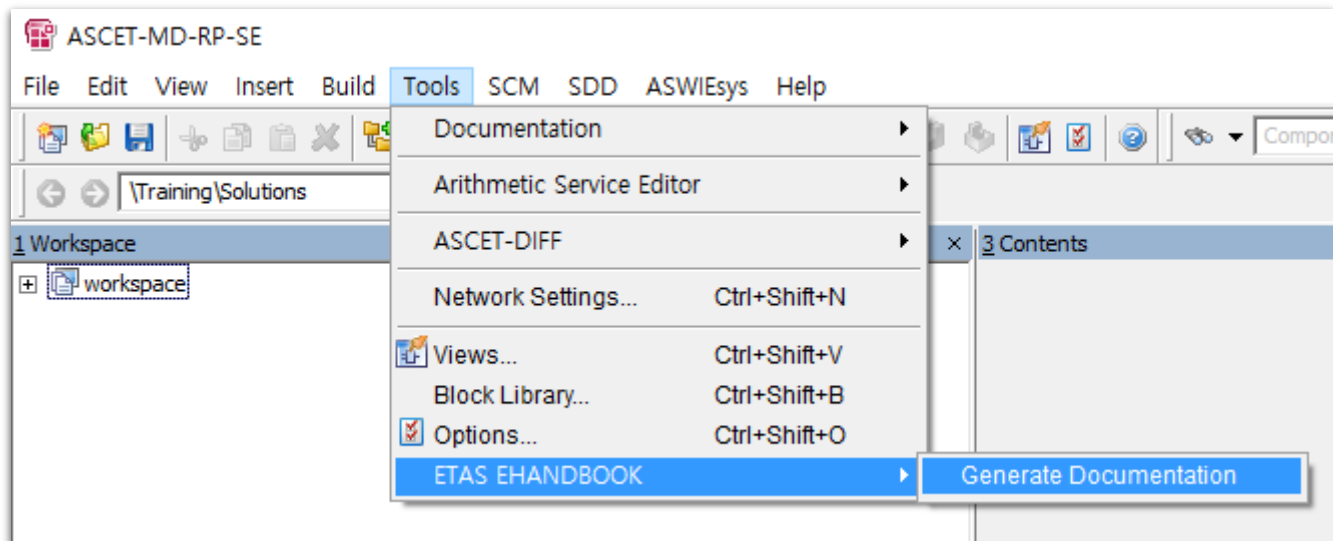 ASCET-MD-RP-SE
File Edit View Insert Build Tools SCM SDD ASWIEsys Help
Documentation
Compor
Arithmetic Service Editor
\Training\Solutions
ASCET-DIFF
1 Workspace
3 Contents
workspace
Network Settings... Ctrl+Shift+N
Views... Ctrl+Shift+V
Block Library... Ctrl+Shift+B
Options... Ctrl+Shift+O
ETAS EHANDBOOK
Generate Documentation